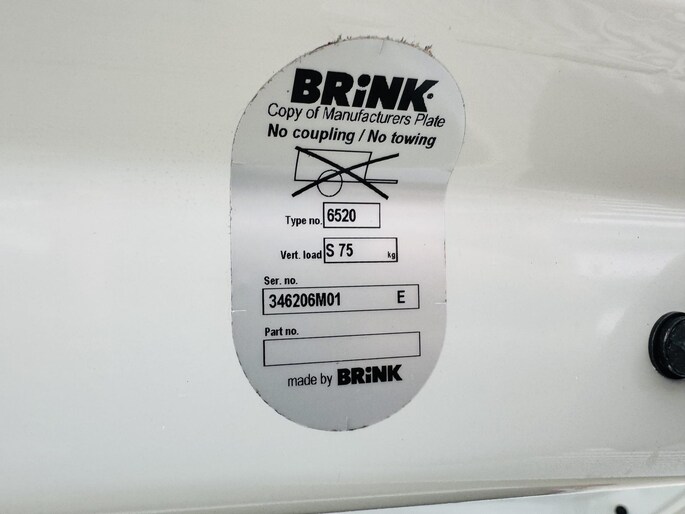 BRiNK
Copy of Manufacturers Plate
No coupling / No towing
Type no. 6520
Vert. load S 75 kg
Ser. no.
346206M01 E
Part no.
made by BRiNK